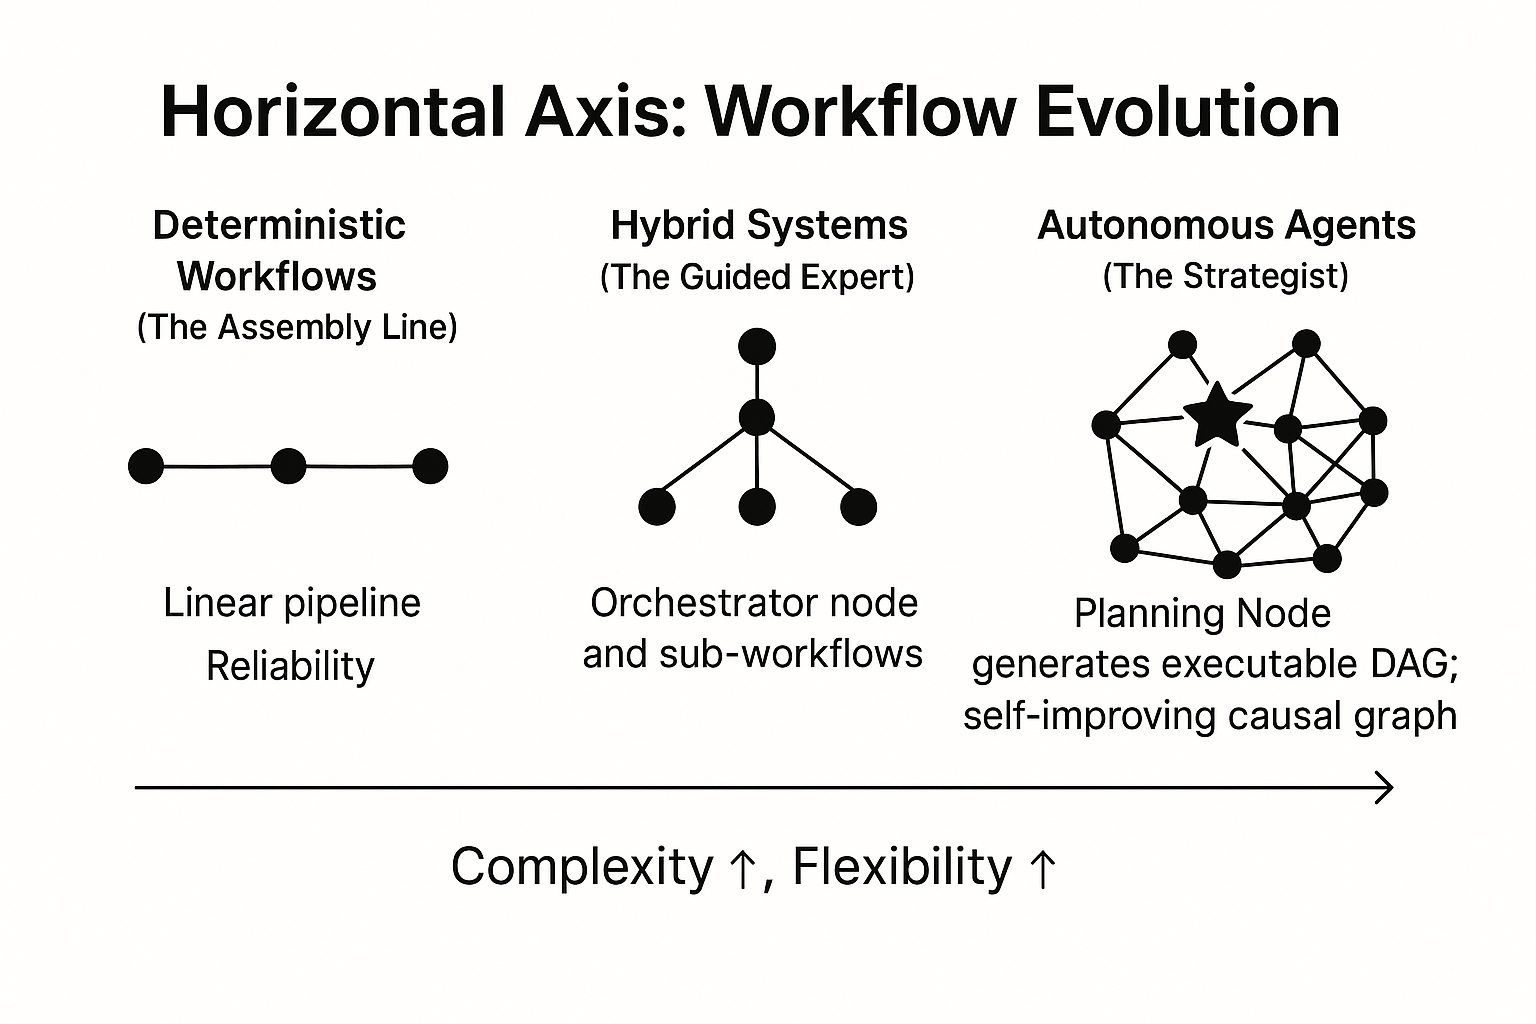 Horizontal Axis: Workflow Evolution
Deterministic
Workflows
(The Assembly Line)
Linear pipeline
Reliability
Hybrid Systems
(The Guided Expert)
Orchestrator node
and sub-workflows
Autonomous Agents
(The Strategist)
Planning Node
generates executable DAG;
self-improving causal graph
Complexity ↑, Flexibility ↑